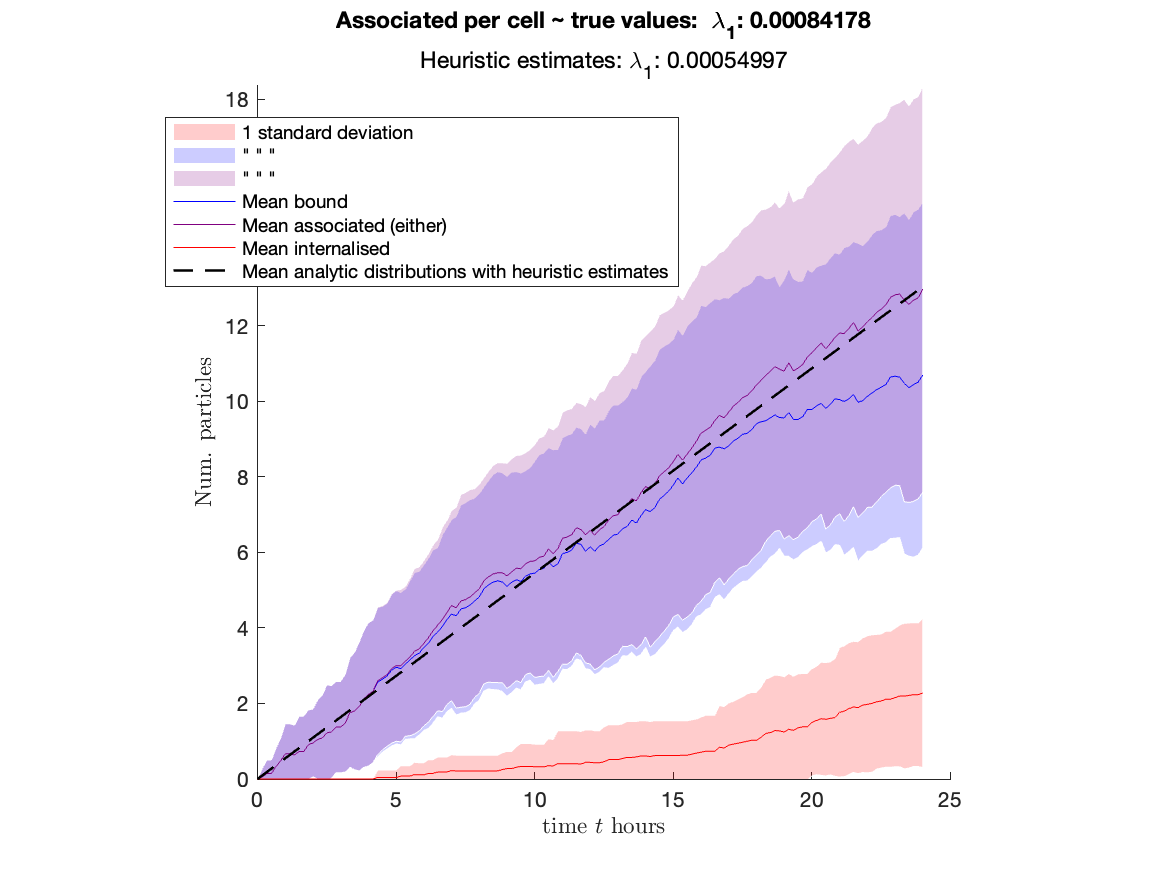 Associated per cell ~ true values: λ1: 0.00084178
Heuristic estimates: λ1: 0.00054997
18
1 standard deviation
" " "
" " "
Mean bound
Mean associated (either)
Mean internalised
Mean analytic distributions with heuristic estimates
12
10
8
6
4
2
0
Num. particles
0 5 10 15 20 25
time t hours